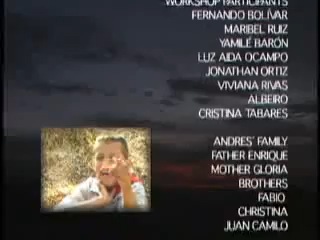 WORKSHOP PARTICIPANTS
FERNANDO BOLÍVAR
MARIBEL RUIZ
YAMILÉ BARÓN
LUZ AIDA OCAMPO
JONATHAN ORTIZ
VIVIANA RIVAS
ALBEIRO
CRISTINA TABARES
ANDRES' FAMILY
FATHER ENRIQUE
MOTHER GLORIA
BROTHERS
FABIO
CHRISTINA
JUAN CAMILO